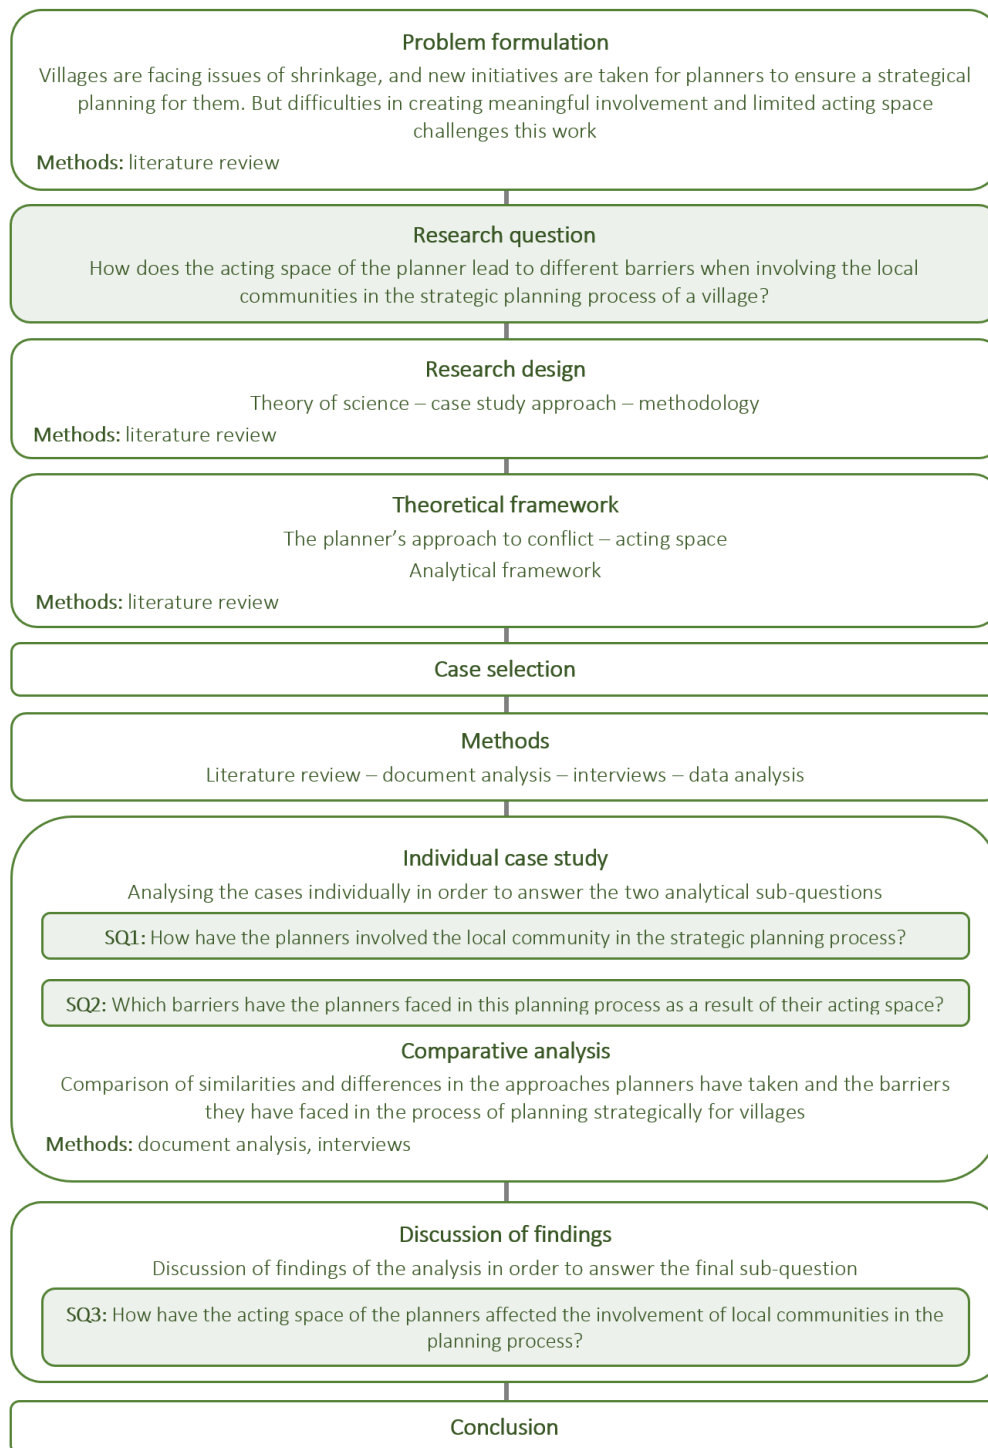 Problem formulation
Villages are facing issues of shrinkage, and new initiatives are taken for planners to ensure a strategical
planning for them. But difficulties in creating meaningful involvement and limited acting space
challenges this work
Methods: literature review
Research question
How does the acting space of the planner lead to different barriers when involving the local
communities in the strategic planning process of a village?
Research design
Theory of science – case study approach – methodology
Methods: literature review
Theoretical framework
The planner’s approach to conflict – acting space
Analytical framework
Methods: literature review
Case selection
Methods
Literature review – document analysis – interviews – data analysis
Individual case study
Analysing the cases individually in order to answer the two analytical sub-questions
SQ1: How have the planners involved the local community in the strategic planning process?
SQ2: Which barriers have the planners faced in this planning process as a result of their acting space?
Comparative analysis
Comparison of similarities and differences in the approaches planners have taken and the barriers
they have faced in the process of planning strategically for villages
Methods: document analysis, interviews
Discussion of findings
Discussion of findings of the analysis in order to answer the final sub-question
SQ3: How have the acting space of the planners affected the involvement of local communities in the
planning process?
Conclusion